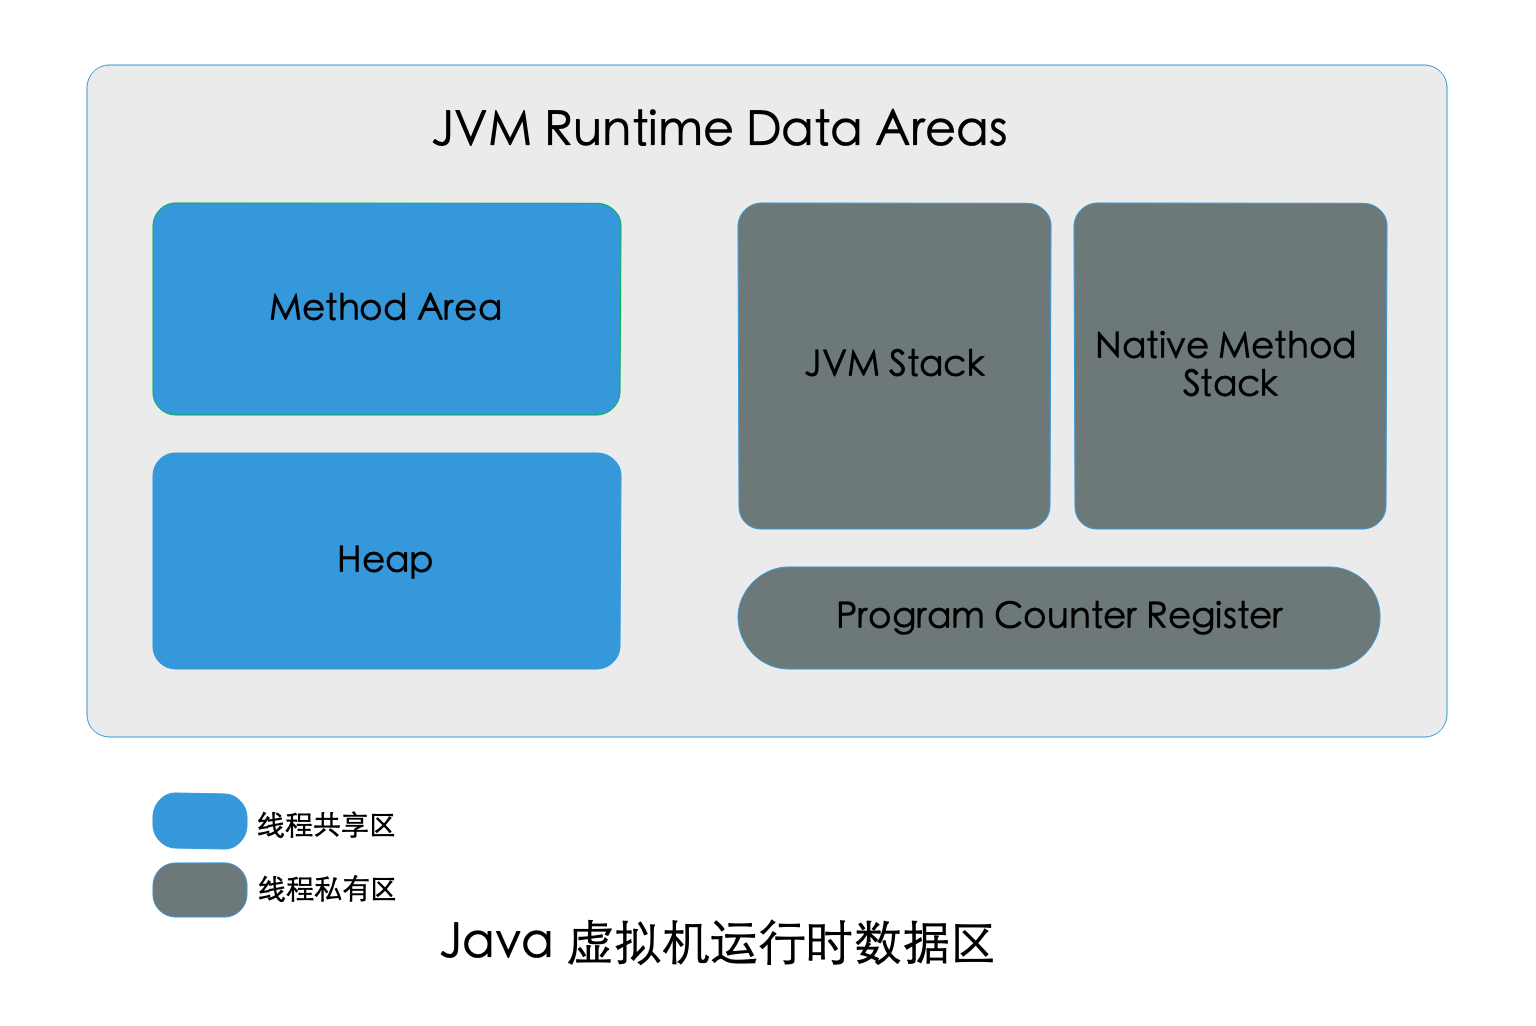 JVM Runtime Data Areas
Method Area
Heap
JVM Stack
Native Method
Stack
Program Counter Register
线程共享区
线程私有区
Java 虚拟机运行时数据区